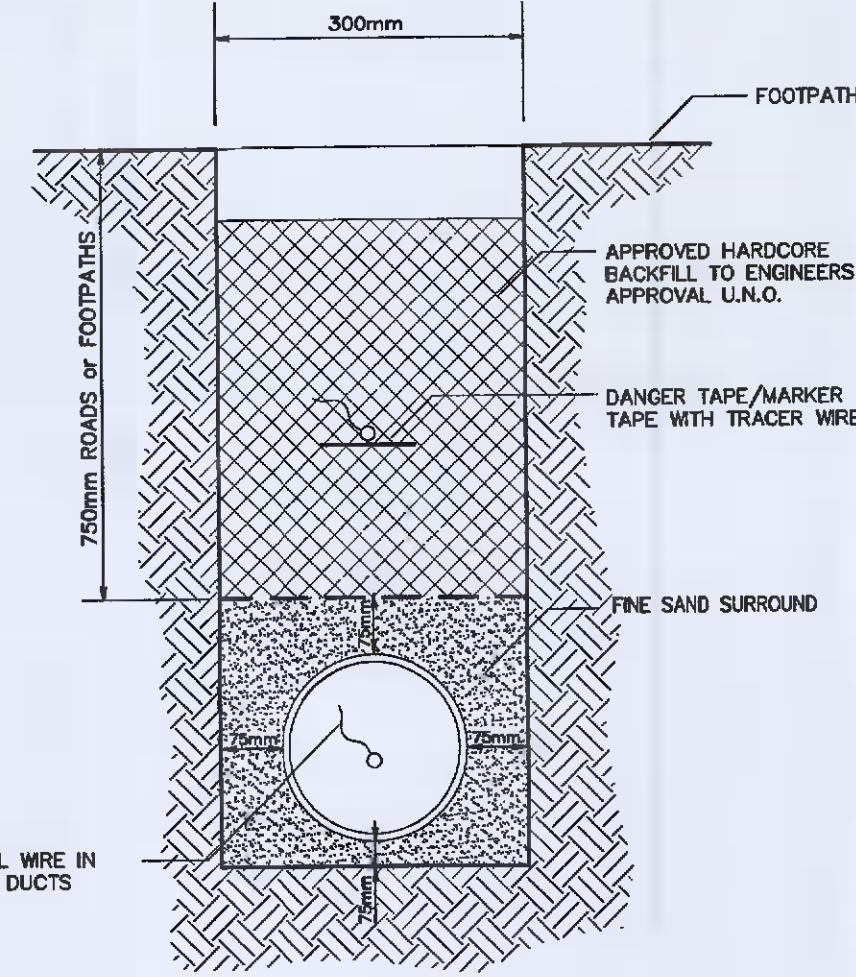 300mm
FOOTPATH
APPROVED HARDCORE
BACKFILL TO ENGINEERS
APPROVAL U.N.O.
750mm ROADS or FOOTPATHS
DANGER TAPE/MARKER
TAPE WITH TRACER WIRE
FINE SAND SURROUND
75mm
75mm
75mm
WIRE IN
DUCTS
75mm